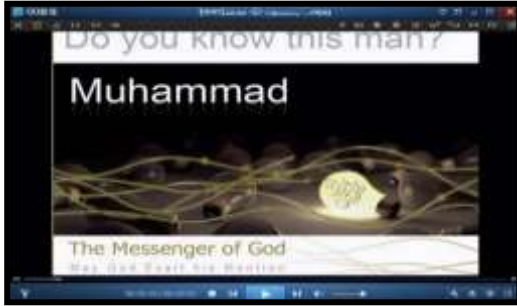 Do you know this man?
Muhammad
The Messenger of God
May God Exalt his Mention